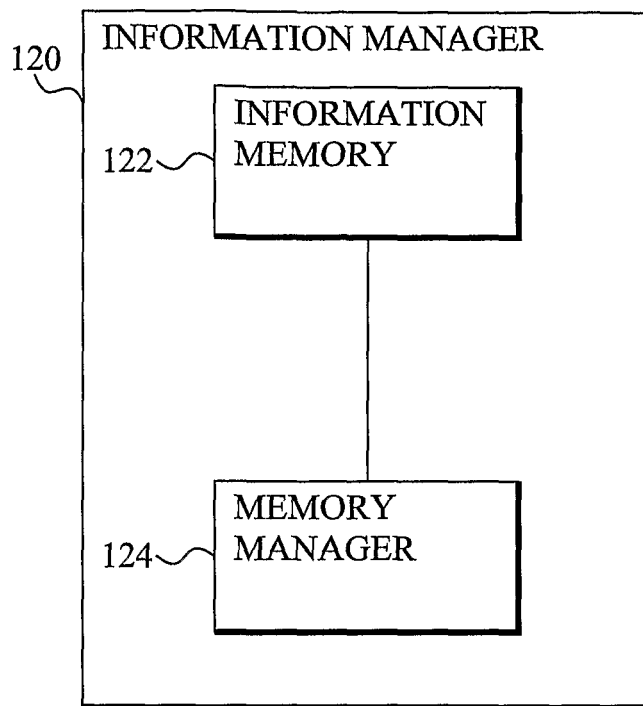 INFORMATION MANAGER
120
INFORMATION
MEMORY
122
MEMORY
MANAGER
124